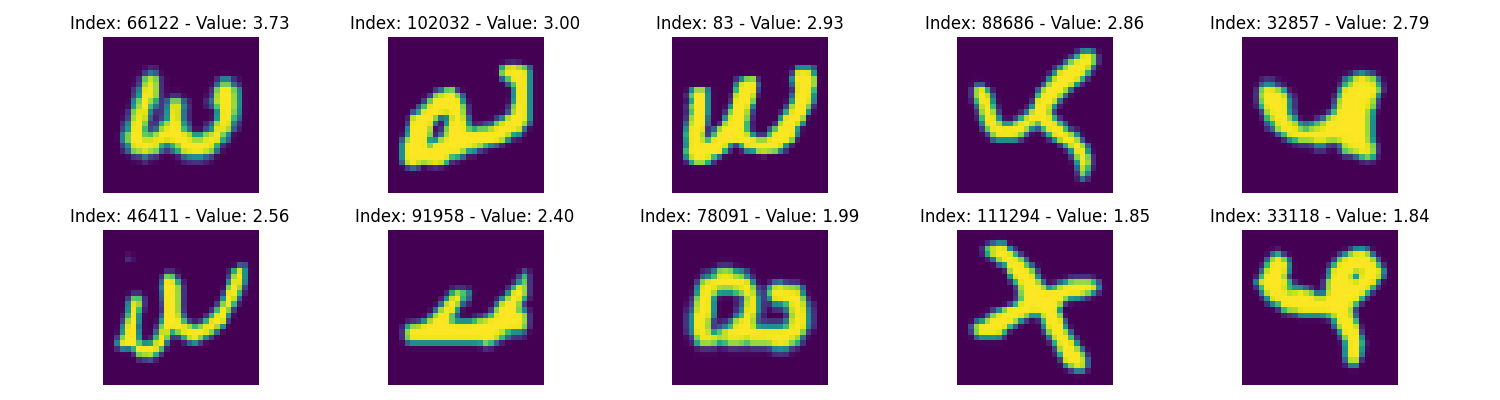 Index: 66122 - Value: 3.73 Index: 102032 - Value: 3.00 Index: 83 - Value: 2.93 Index: 88686 - Value: 2.86 Index: 32857 - Value: 2.79
Index: 46411 - Value: 2.56 Index: 91958 - Value: 2.40 Index: 78091 - Value: 1.99 Index: 111294 - Value: 1.85 Index: 33118 - Value: 1.84